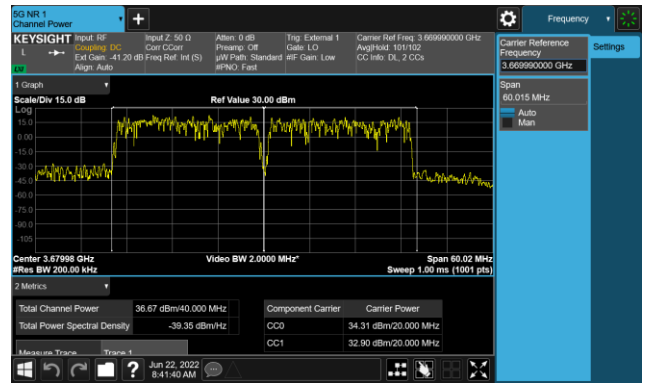 5G NR 1
Channel Power
Frequency
KEYSIGHT
L
Input: RF
Coupling: DC
Ext Gain: -41.20 dB
Align: Auto
Input Z: 50 Ω
Corr CCorr
Freq Ref: Int (S)
Atten: 0 dB
Preamp: Off
µW Path: Standard
#PNO: Fast
Trig: External 1
Gate: LO
#IF Gain: Low
Carrier Ref Freq: 3.669990000 GHz
Avg|Hold: 101/102
CC Info: DL, 2 CCs
Carrier Reference
Frequency
3.669990000 GHz
Settings
Span
60.015 MHz
Auto
Man
1 Graph
Scale/Div 15.0 dB
Ref Value 30.00 dBm
Log
15.0
0.00
-15.0
-30.0
-45.0
-60.0
-75.0
-90.0
-105
Center 3.67998 GHz
Video BW 2.0000 MHz*
Span 60.02 MHz
#Res BW 200.00 kHz
Sweep 1.00 ms (1001 pts)
2 Metrics
Total Channel Power 36.67 dBm/40.000 MHz
Total Power Spectral Density -39.35 dBm/Hz
Component Carrier Carrier Power
CC0 34.31 dBm/20.000 MHz
CC1 32.90 dBm/20.000 MHz
Measure Trace Trace 1
Jun 22, 2022
8:41:40 AM